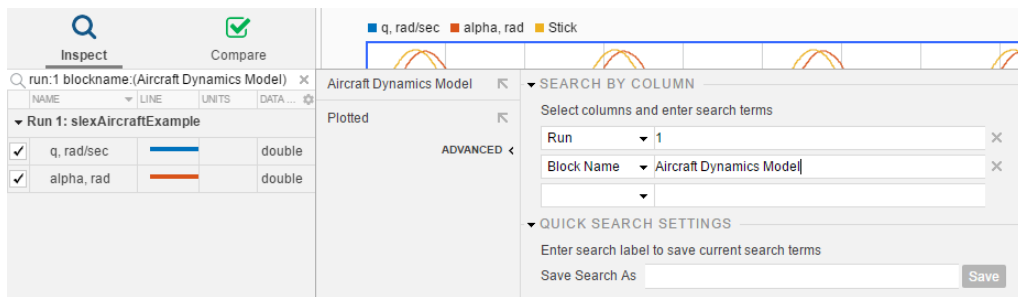 Inspect
Compare
run:1 blockname:(Aircraft Dynamics Model)
NAME LINE UNITS DATA ...
Run 1: slexAircraftExample
q, rad/sec double
alpha, rad double
q, rad/sec alpha, rad Stick
Aircraft Dynamics Model
Plotted
ADVANCED <
SEARCH BY COLUMN
Select columns and enter search terms
Run 1
Block Name Aircraft Dynamics Model
QUICK SEARCH SETTINGS
Enter search label to save current search terms
Save Search As Save